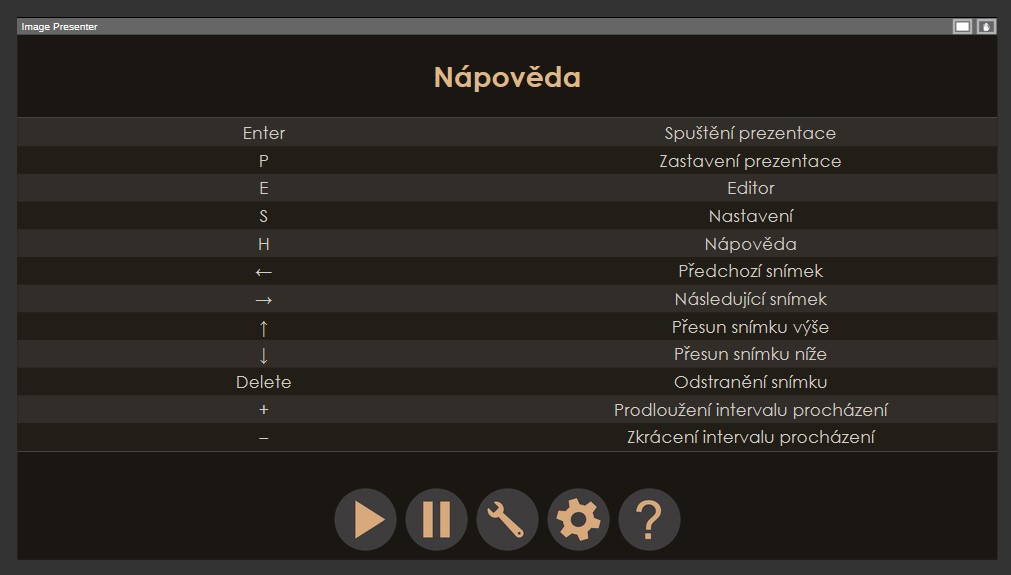 Image Presenter
Nápověda
Enter Spuštění prezentace
P Zastavení prezentace
E Editor
S Nastavení
H Nápověda
← Předchozí snímek
→ Následující snímek
↑ Přesun snímku výše
↓ Přesun snímku níže
Delete Odstranění snímku
+ Prodloužení intervalu procházení
– Zkrácení intervalu procházení
?